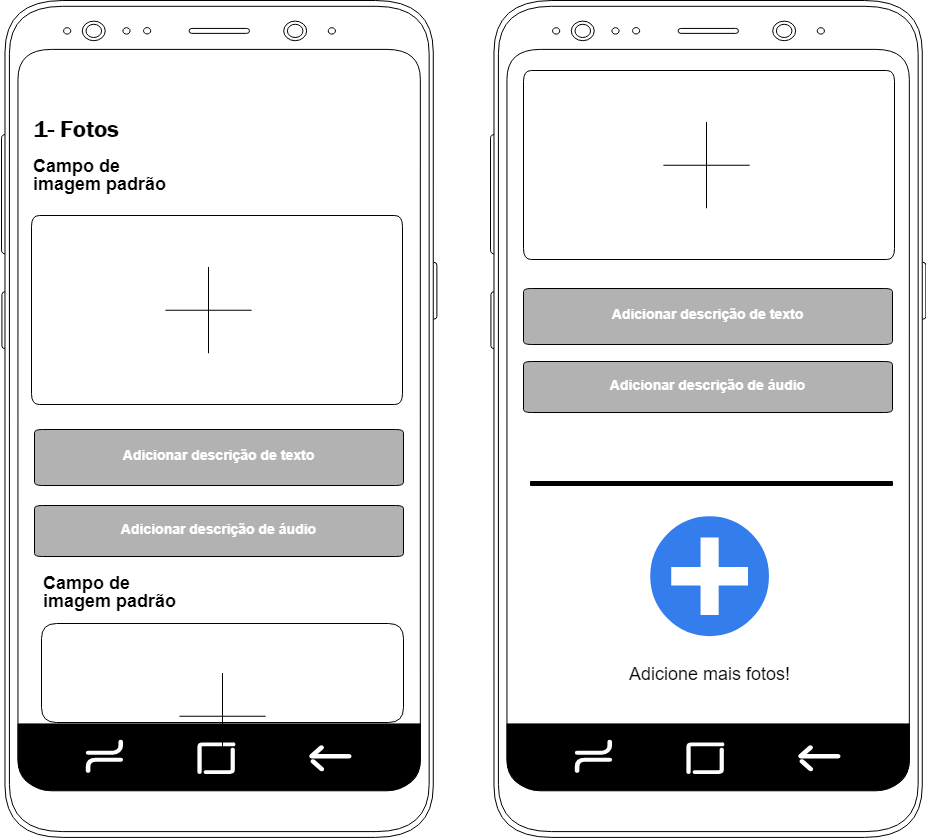 1- Fotos
Campo de
imagem padrão
Adicionar descrição de texto
Adicionar descrição de áudio
Campo de
imagem padrão
Adicionar descrição de texto
Adicionar descrição de áudio
Adicione mais fotos!